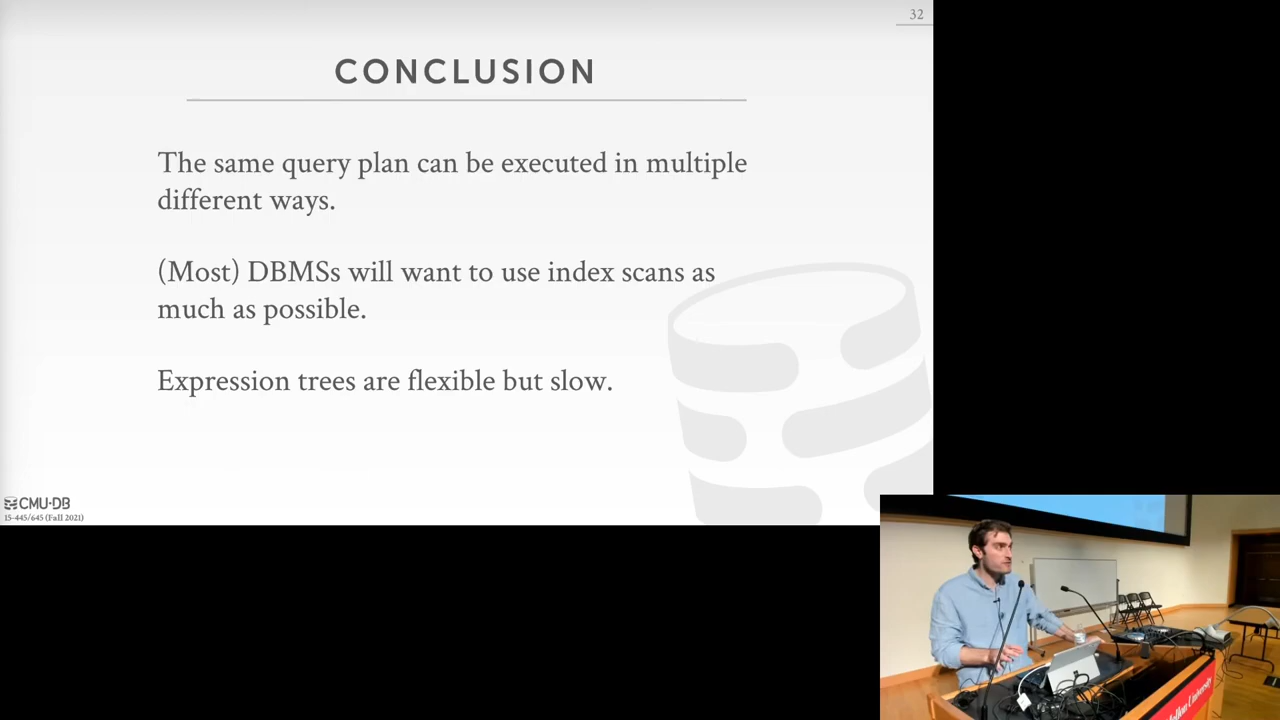 32
CONCLUSION
The same query plan can be executed in multiple
different ways.
(Most) DBMSs will want to use index scans as
much as possible.
Expression trees are flexible but slow.
CMU·DB
15-445/645 (Fall 2021)
University